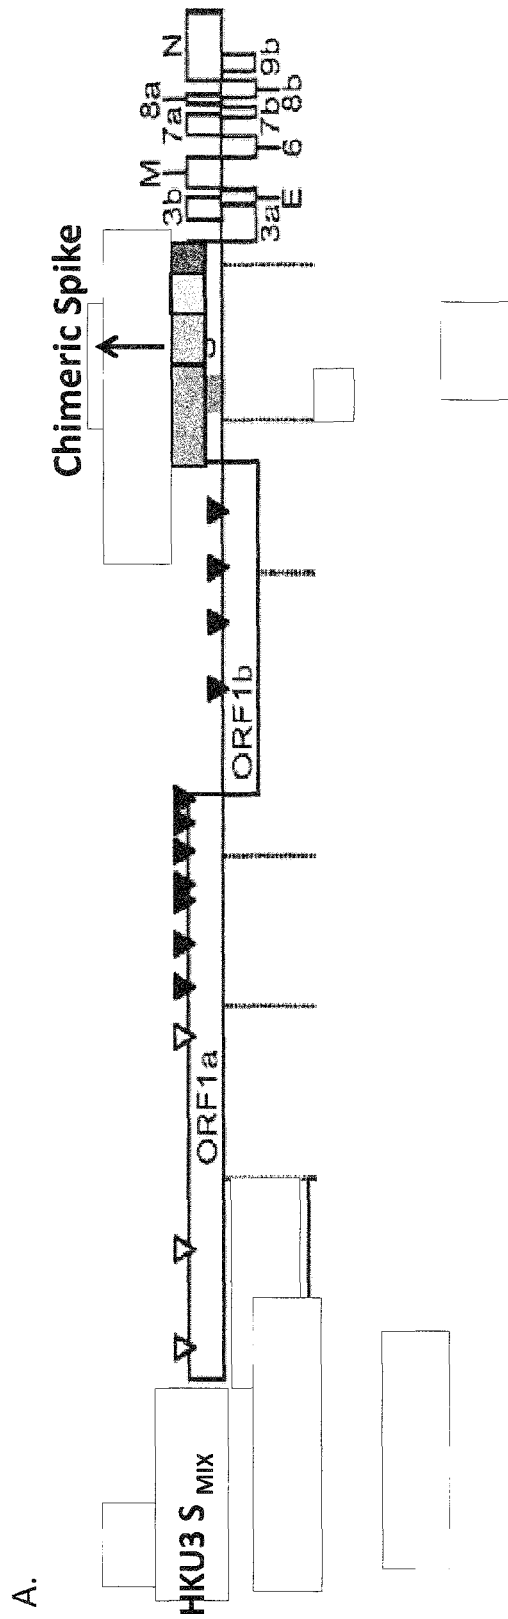 A.
HKU3 S MIX
Chimeric Spike
ORF1a
ORF1b
3b
M
7a
8a
N
3a
E
6
7b
8b
9b